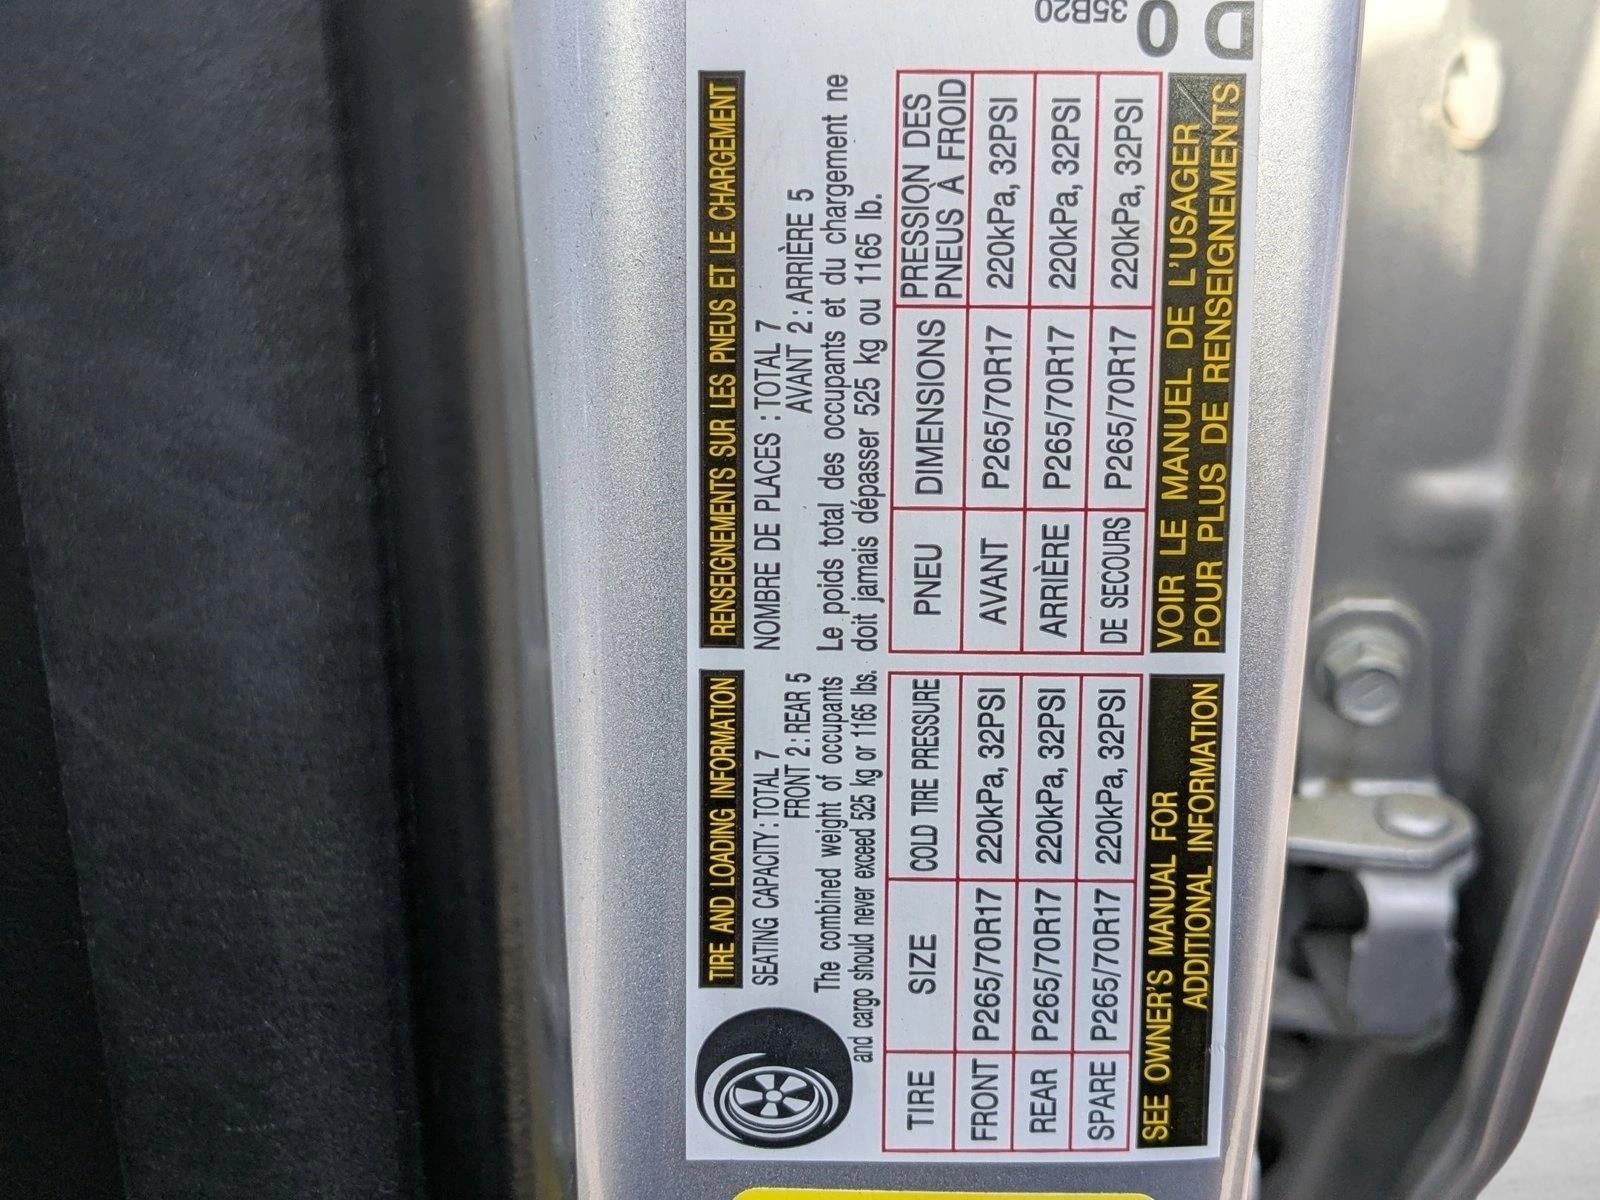 TIRE AND LOADING INFORMATION
SEATING CAPACITY: TOTAL 7
FRONT 2: REAR 5
The combined weight of occupants
and cargo should never exceed 525 kg or 1165 lbs.
TIRE SIZE COLD TIRE PRESSURE
FRONT P265/70R17 220kPa, 32PSI
REAR P265/70R17 220kPa, 32PSI
SPARE P265/70R17 220kPa, 32PSI
SEE OWNER'S MANUAL FOR
ADDITIONAL INFORMATION
RENSEIGNEMENTS SUR LES PNEUS ET LE CHARGEMENT
NOMBRE DE PLACES : TOTAL 7
AVANT 2 : ARRIÈRE 5
Le poids total des occupants et du chargement ne
doit jamais dépasser 525 kg ou 1165 lb.
PNEU DIMENSIONS PRESSION DES
PNEUS À FROID
AVANT P265/70R17 220kPa, 32PSI
ARRIÈRE P265/70R17 220kPa, 32PSI
DE SECOURS P265/70R17 220kPa, 32PSI
VOIR LE MANUEL DE L'USAGER
POUR PLUS DE RENSEIGNEMENTS
35B20